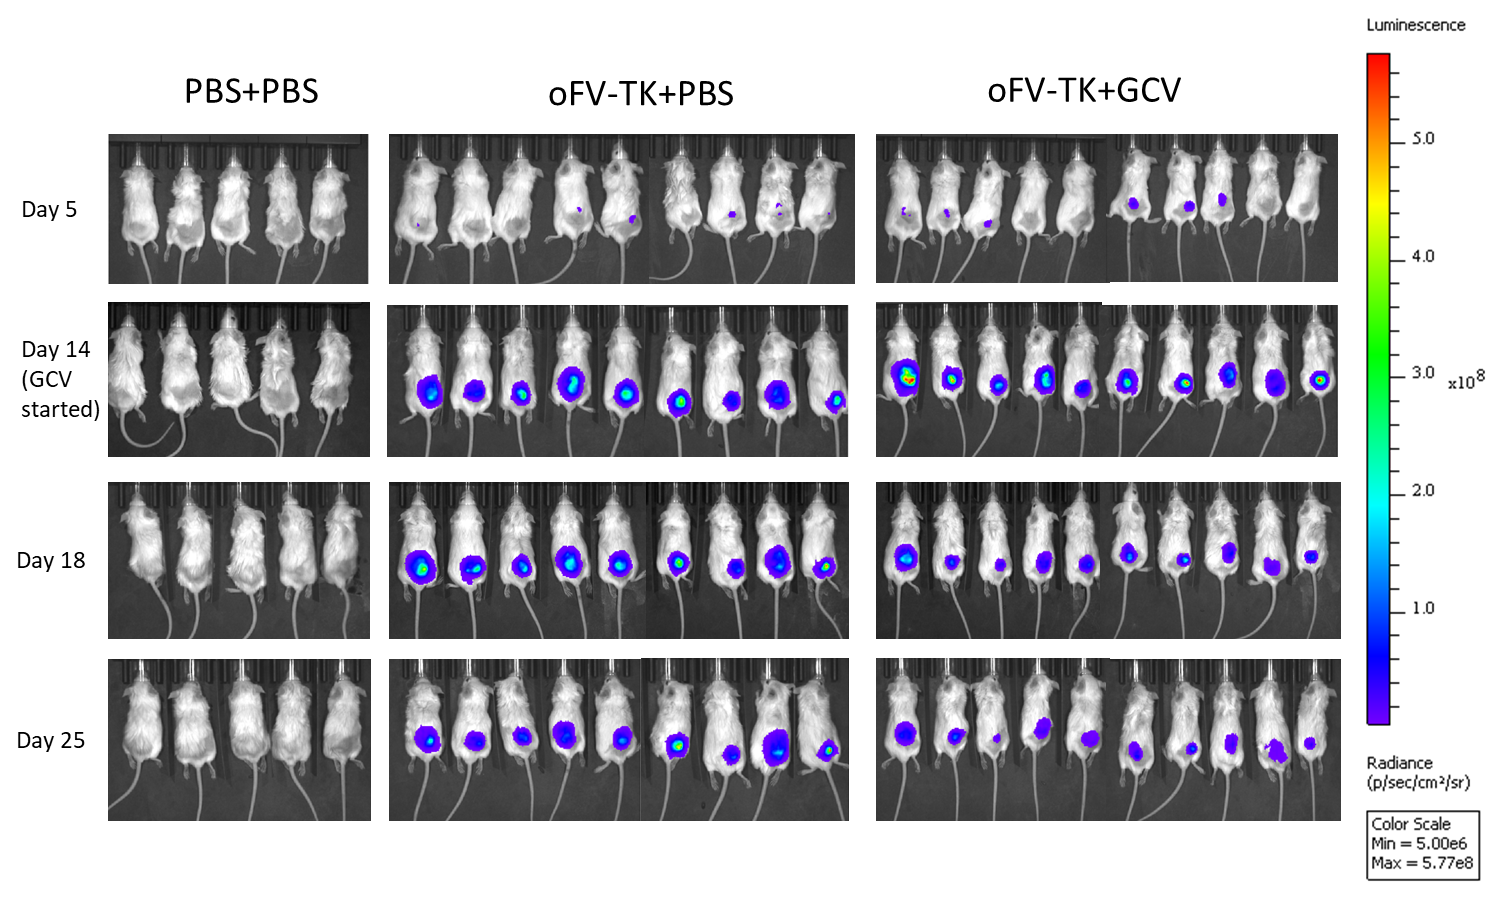 Luminescence
PBS+PBS
oFV-TK+PBS
oFV-TK+GCV
5.0
4.0
3.0
x10⁸
2.0
1.0
Day 5
Day 14
(GCV
started)
Day 18
Day 25
Radiance
(p/sec/cm²/sr)
Color Scale
Min = 5.00e6
Max = 5.77e8